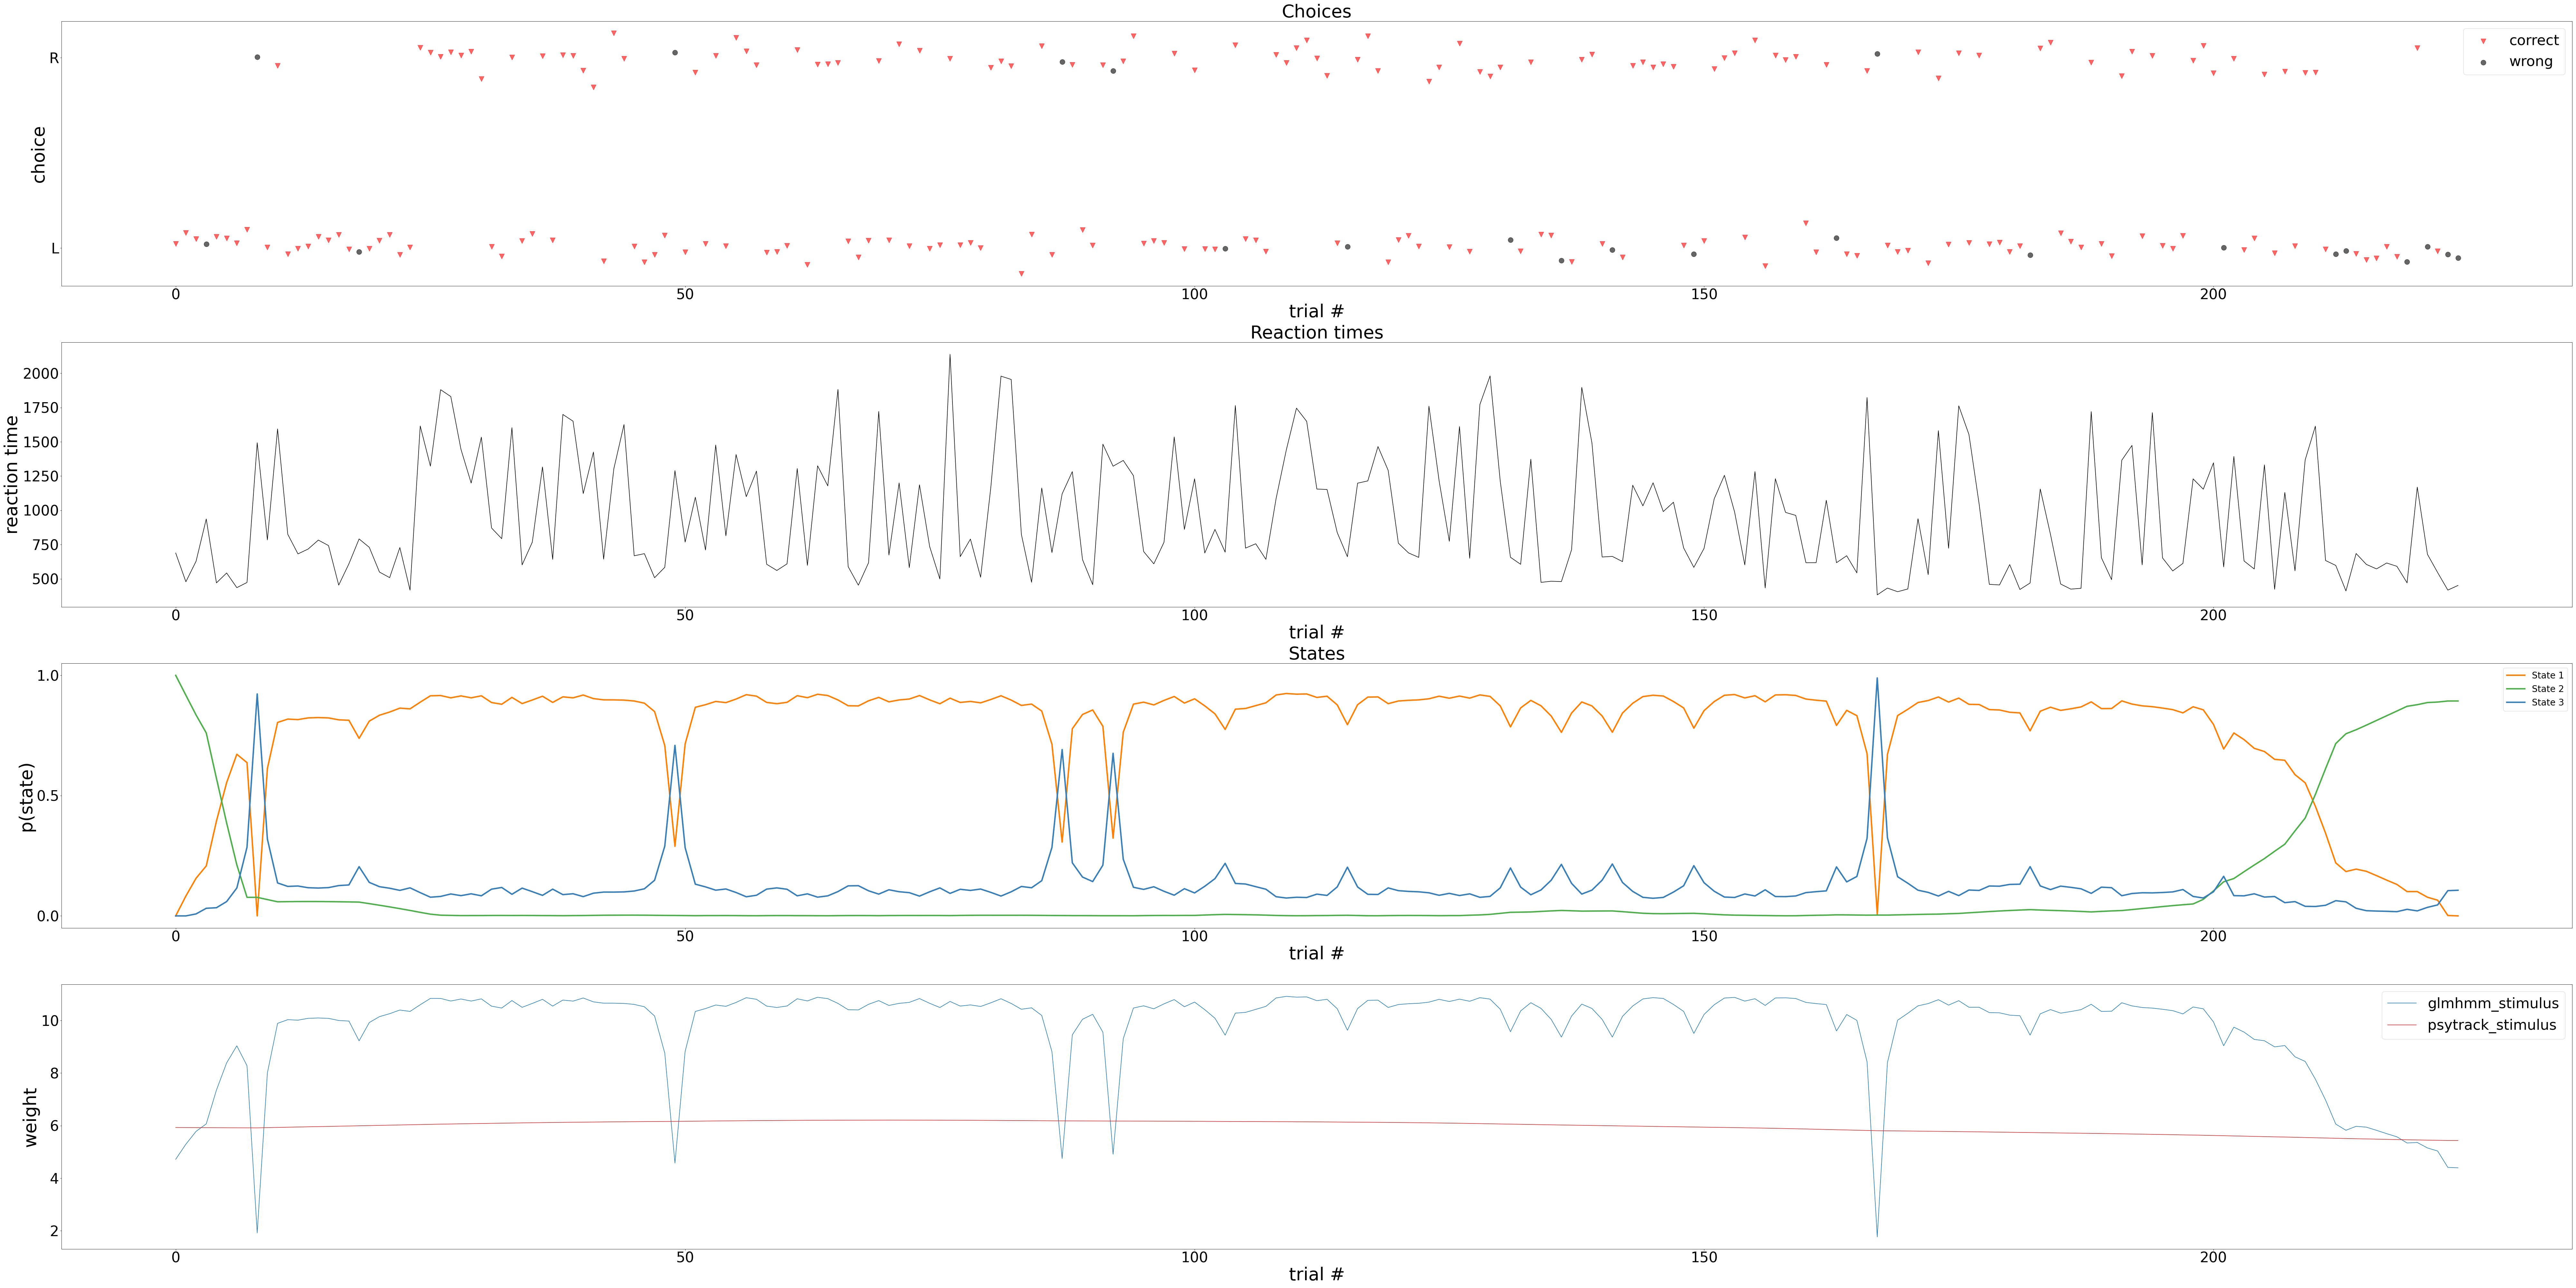 Choices
R
L
choice
correct
wrong
0 50 100 150 200
trial #
Reaction times
2000
1750
1500
1250
1000
750
500
reaction time
0 50 100 150 200
trial #
States
1.0
0.5
0.0
p(state)
State 1
State 2
State 3
0 50 100 150 200
trial #
10
8
6
4
2
weight
glmhmm_stimulus
psytrack_stimulus
0 50 100 150 200
trial #